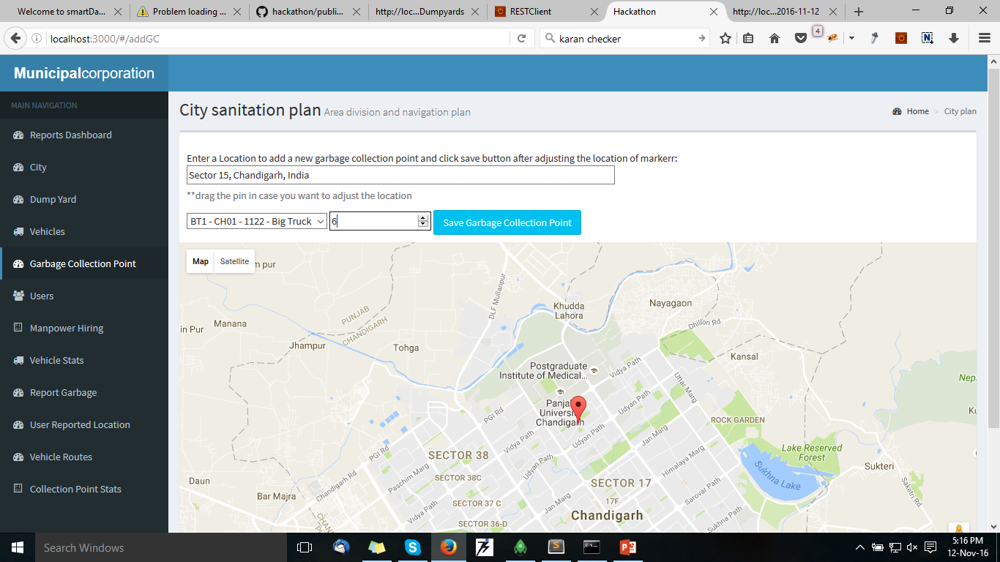 Welcome to smartDa...
Problem loading ...
hackathon/publi...
http://loc...Dumpyards
RESTClient
Hackathon
http://loc...2016-11-12
localhost:3000/#/addGC
karan checker
4
Municipalcorporation
MAIN NAVIGATION
Reports Dashboard
City
Dump Yard
Vehicles
Garbage Collection Point
Users
Manpower Hiring
Vehicle Stats
Report Garbage
User Reported Location
Vehicle Routes
Collection Point Stats
City sanitation plan Area division and navigation plan
Home > City plan
Enter a Location to add a new garbage collection point and click save button after adjusting the location of markerr:
Sector 15, Chandigarh, India
**drag the pin in case you want to adjust the location
BT1 - CH01 - 1122 - Big Truck
6
Save Garbage Collection Point
Map
Satellite
m pur
DLF Mullanpur
Khudda
Lahora
Nayagaon
PUNJAB
CHANDIGARH
Manana
in Pur
Dhillon Rd
Jhampur
Tohga
Kansal
Postgraduate
Institute of Medical...
Vidya Path
Uttar Marg
Nep
Panja
Universi
Chandigarh
Udyan Path
PGI Rd
Ku
ROCK GARDEN
Vidya Path
Udyan Path
Jan Marg
Lake Reserved
Forest
PGI Rd
SECTOR 38
Himalaya Marg
Sukteri
Sukhna Lake
Udyan Path
SECTOR 38C
SECTOR 17
Daun
Chandigarh Rd
Paschim Marg
Sarovar Path
Saketri Rd
Bar Majra
SECTOR 37 C
Jan Marg
17F
Vidya Path
Chandigarh
Sukhna Path
SECTOR 36-D
Search Windows
5:16 PM
12-Nov-16